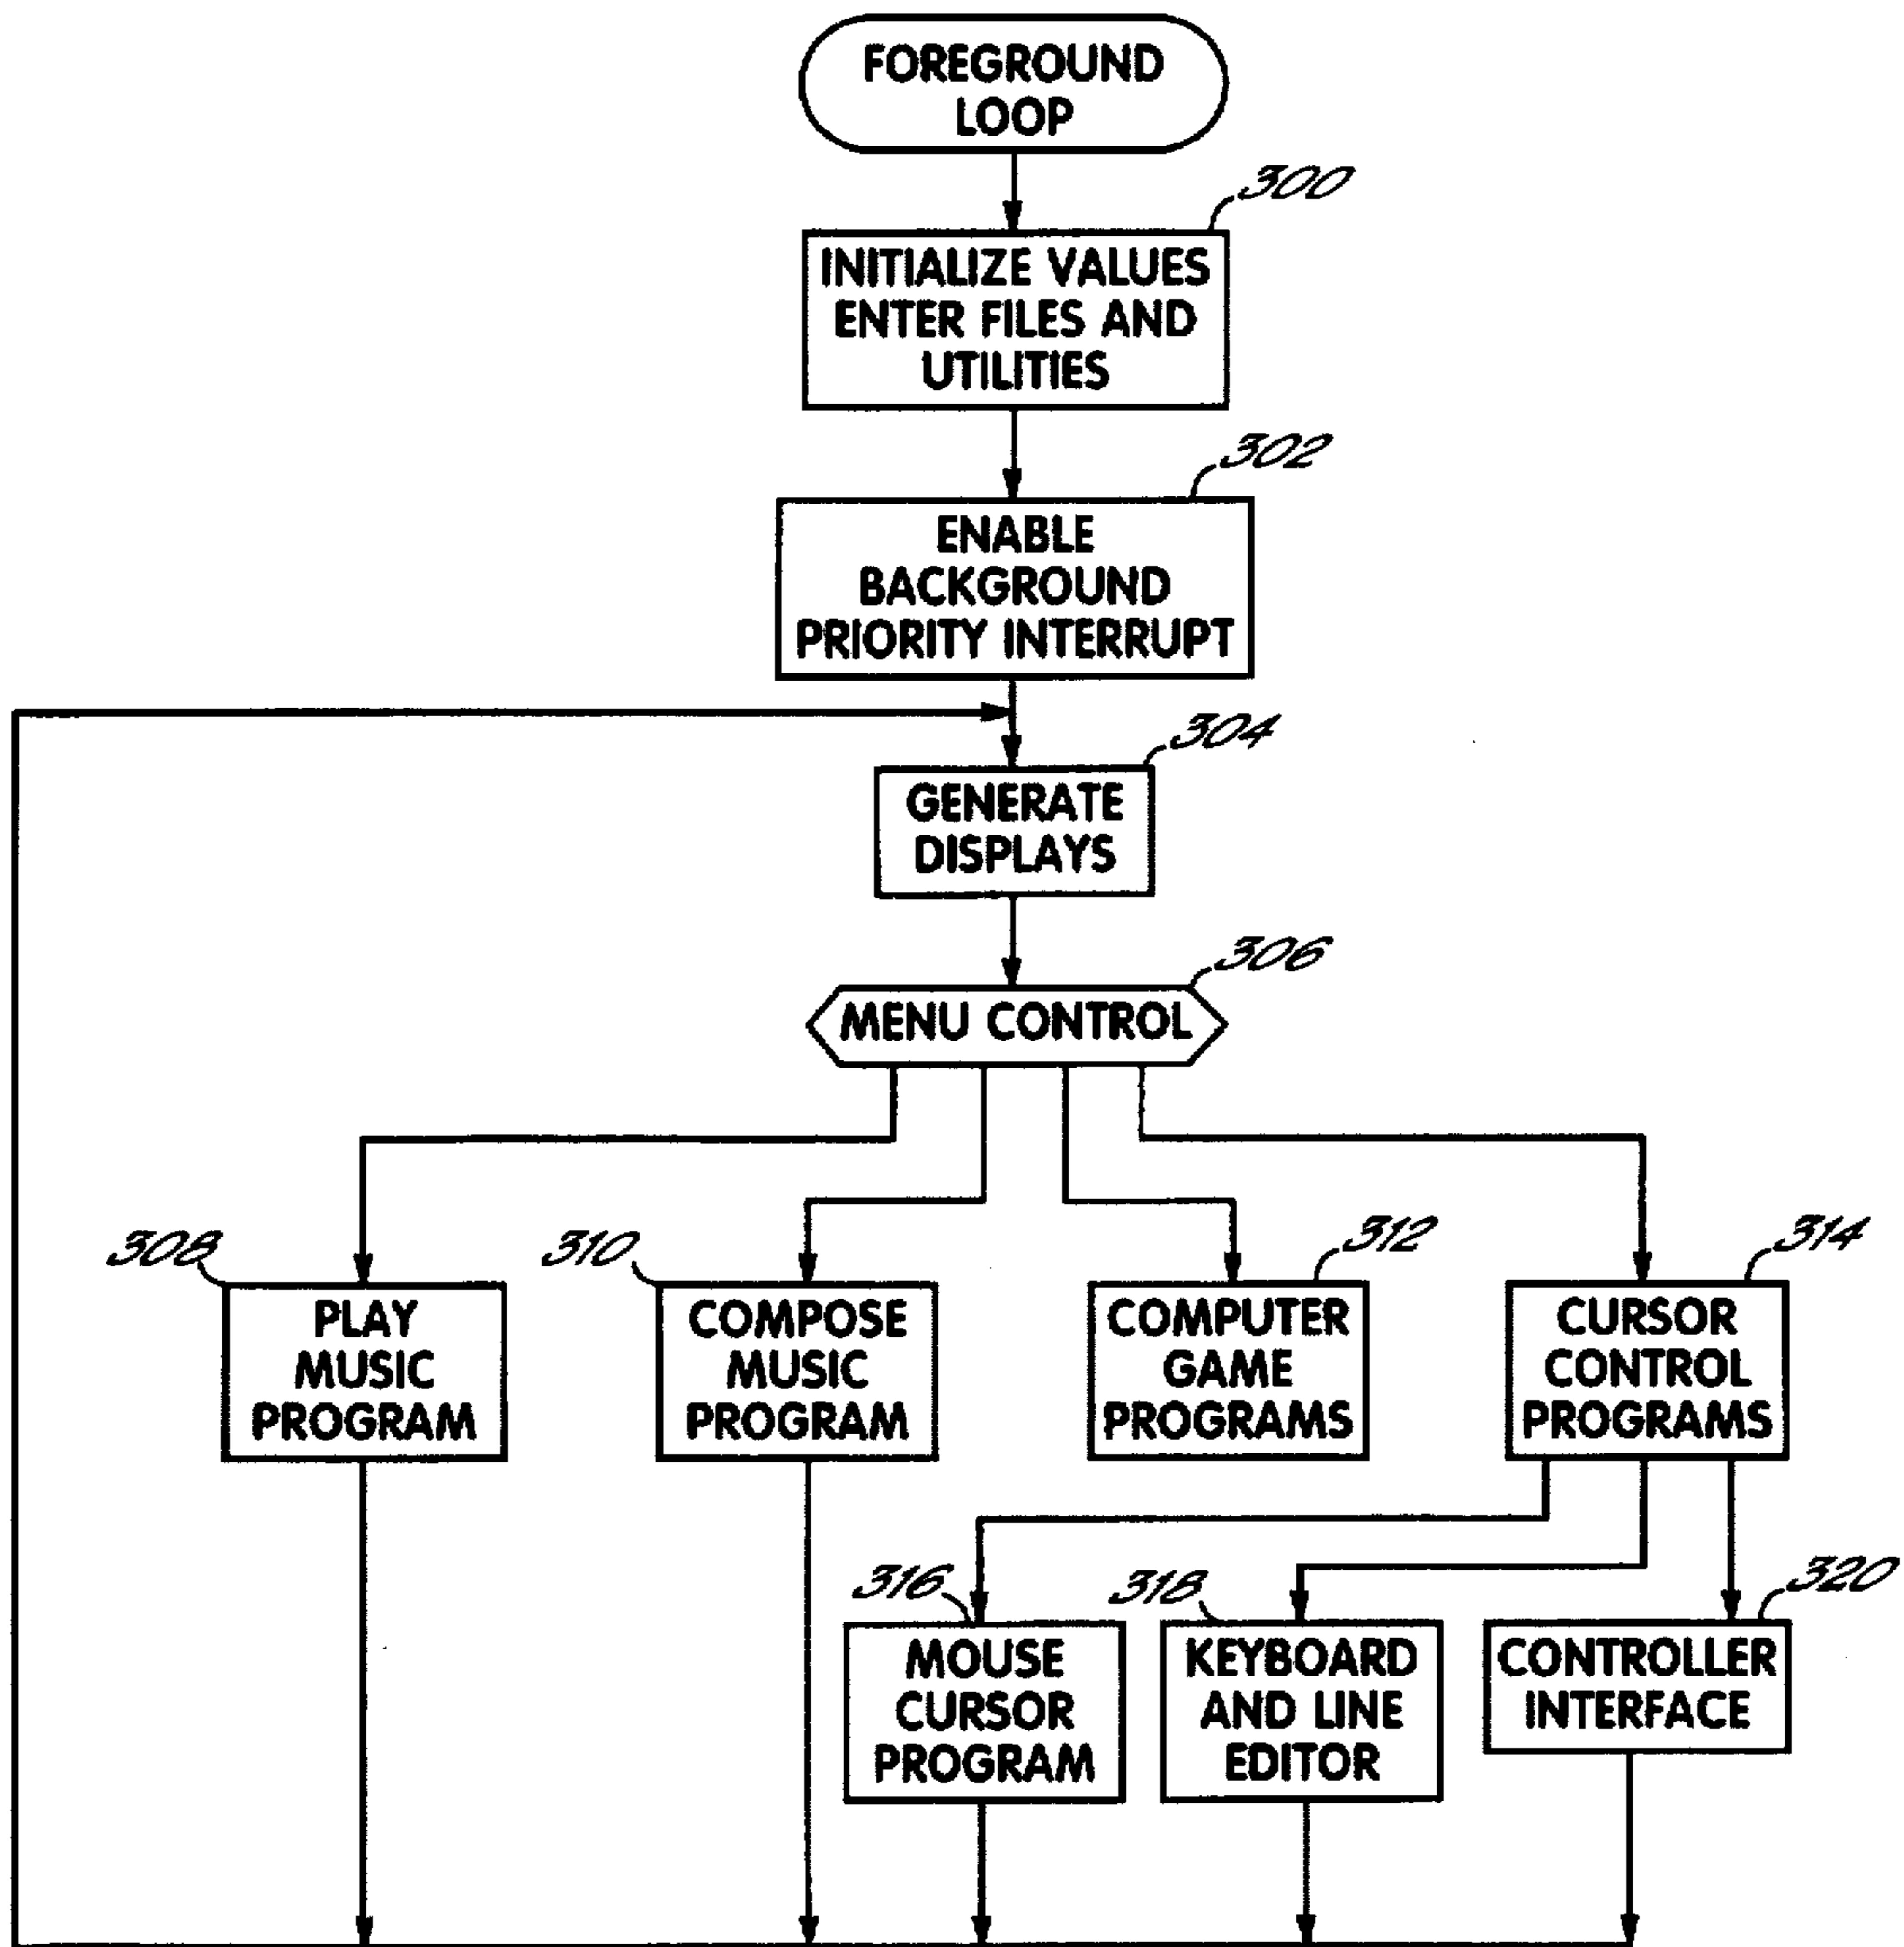 FOREGROUND
LOOP
300
INITIALIZE VALUES
ENTER FILES AND
UTILITIES
302
ENABLE
BACKGROUND
PRIORITY INTERRUPT
304
GENERATE
DISPLAYS
306
MENU CONTROL
308
PLAY
MUSIC
PROGRAM
310
COMPOSE
MUSIC
PROGRAM
312
COMPUTER
GAME
PROGRAMS
314
CURSOR
CONTROL
PROGRAMS
316
MOUSE
CURSOR
PROGRAM
318
KEYBOARD
AND LINE
EDITOR
320
CONTROLLER
INTERFACE